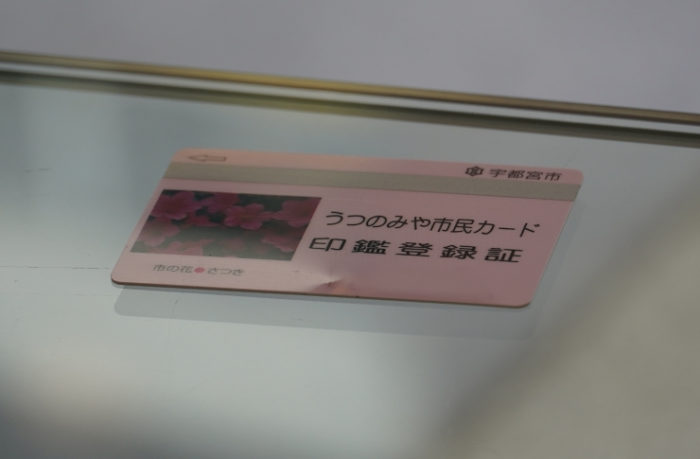 宇都宮市
うつのみや市民カード
印鑑登録証
市の花●さつき